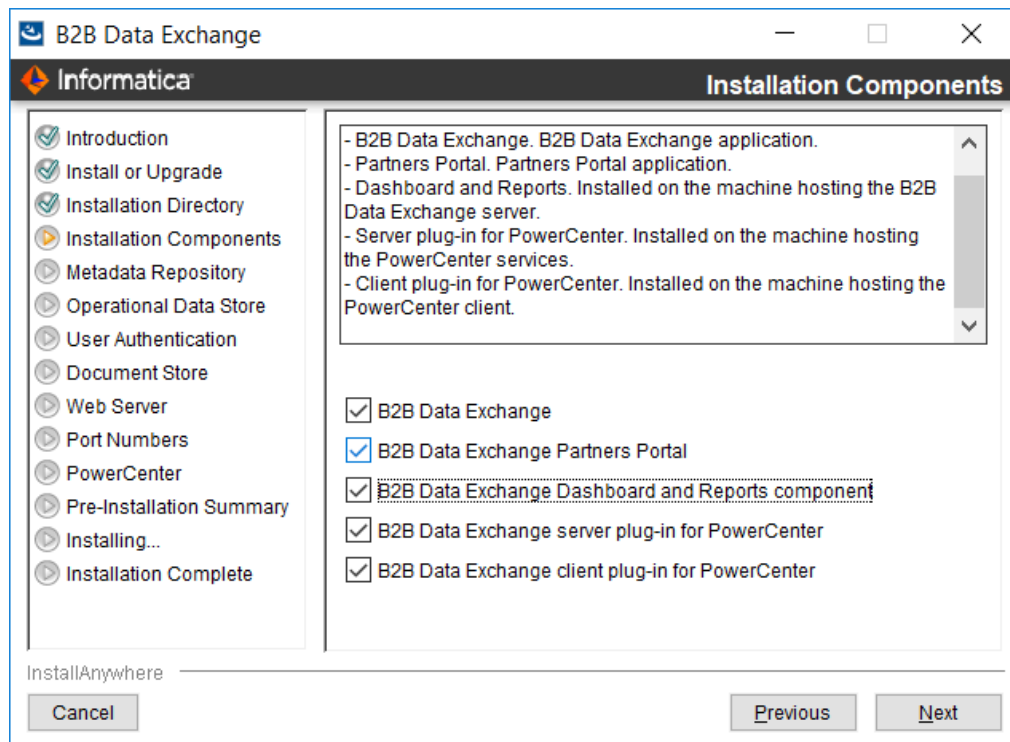 B2B Data Exchange
Informatica
Installation Components
Introduction
Install or Upgrade
Installation Directory
Installation Components
Metadata Repository
Operational Data Store
User Authentication
Document Store
Web Server
Port Numbers
PowerCenter
Pre-Installation Summary
Installing...
Installation Complete
- B2B Data Exchange. B2B Data Exchange application.
- Partners Portal. Partners Portal application.
- Dashboard and Reports. Installed on the machine hosting the B2B
Data Exchange server.
- Server plug-in for PowerCenter. Installed on the machine hosting
the PowerCenter services.
- Client plug-in for PowerCenter. Installed on the machine hosting the
PowerCenter client.
B2B Data Exchange
B2B Data Exchange Partners Portal
B2B Data Exchange Dashboard and Reports component
B2B Data Exchange server plug-in for PowerCenter
B2B Data Exchange client plug-in for PowerCenter
InstallAnywhere
Cancel
Previous
Next